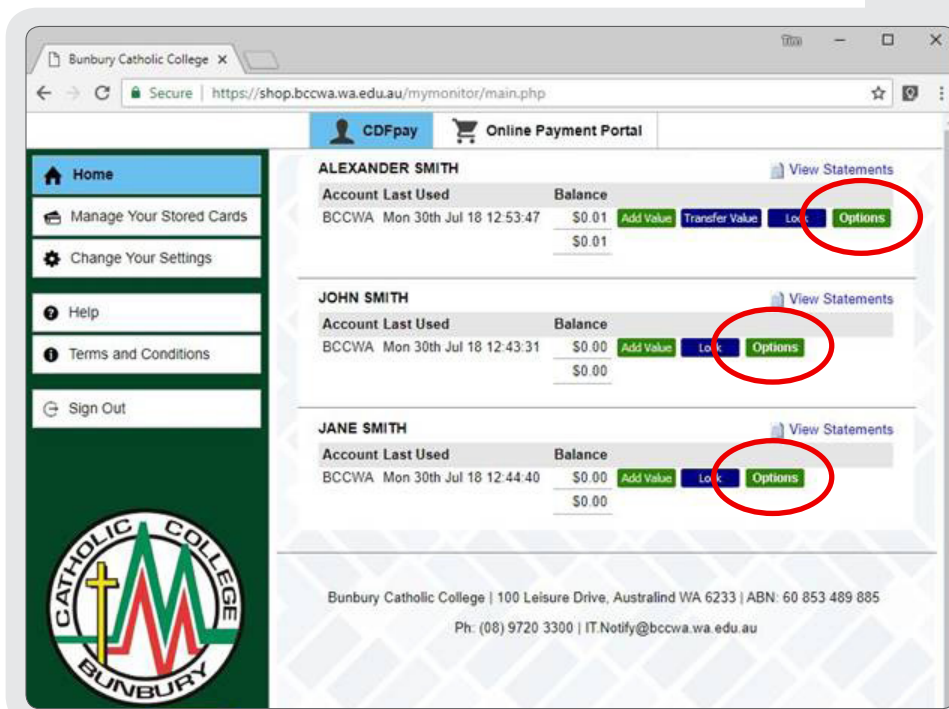 Tim
Bunbury Catholic College
Secure | https://shop.bccwa.wa.edu.au/mymonitor/main.php
CDFpay Online Payment Portal
Home
Manage Your Stored Cards
Change Your Settings
Help
Terms and Conditions
Sign Out
ALEXANDER SMITH View Statements
Account Last Used Balance
BCCWA Mon 30th Jul 18 12:53:47 $0.01 Add Value Transfer Value Lock Options
$0.01
JOHN SMITH View Statements
Account Last Used Balance
BCCWA Mon 30th Jul 18 12:43:31 $0.00 Add Value Lock Options
$0.00
JANE SMITH View Statements
Account Last Used Balance
BCCWA Mon 30th Jul 18 12:44:40 $0.00 Add Value Lock Options
$0.00
CATHOLIC COLLEGE
BUNBURY
Bunbury Catholic College | 100 Leisure Drive, Australind WA 6233 | ABN: 60 853 489 885
Ph: (08) 9720 3300 | IT.Notify@bccwa.wa.edu.au